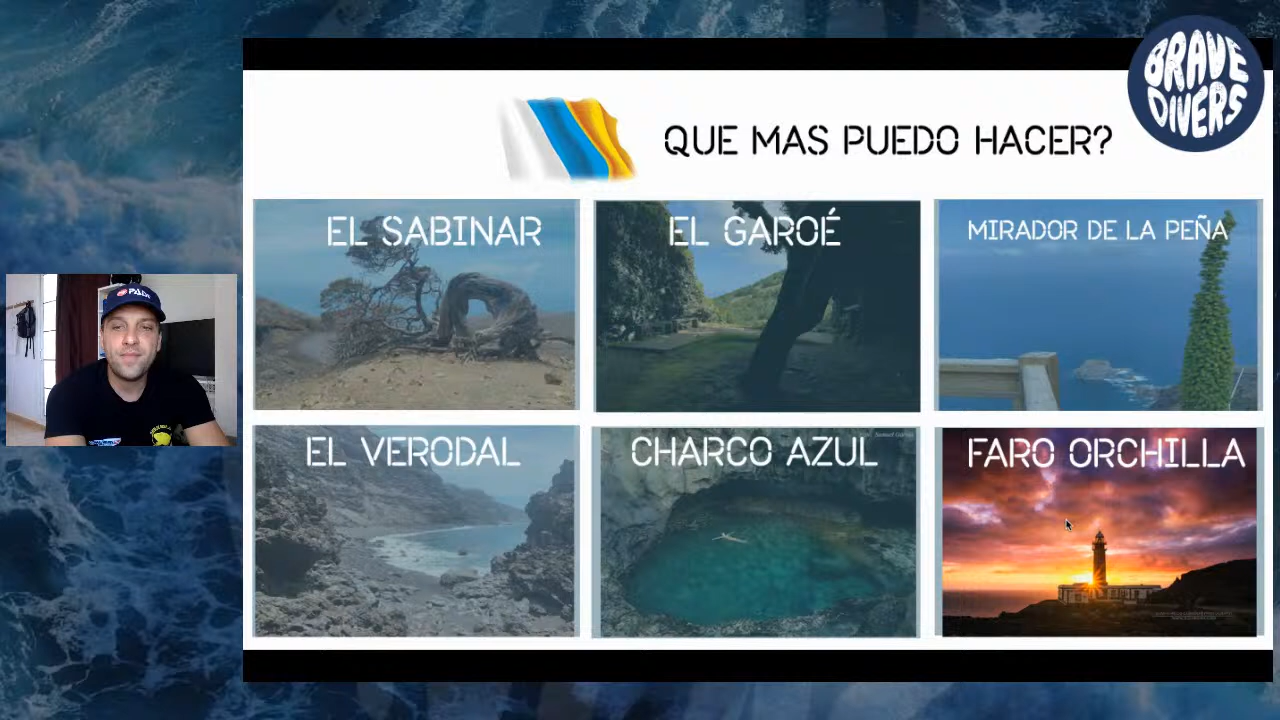 BRAVE
DIVERS
QUE MAS PUEDO HACER?
EL SABINAR
EL GAROÉ
MIRADOR DE LA PEÑA
PADI
EL VERODAL
CHARCO AZUL
FARO ORCHILLA